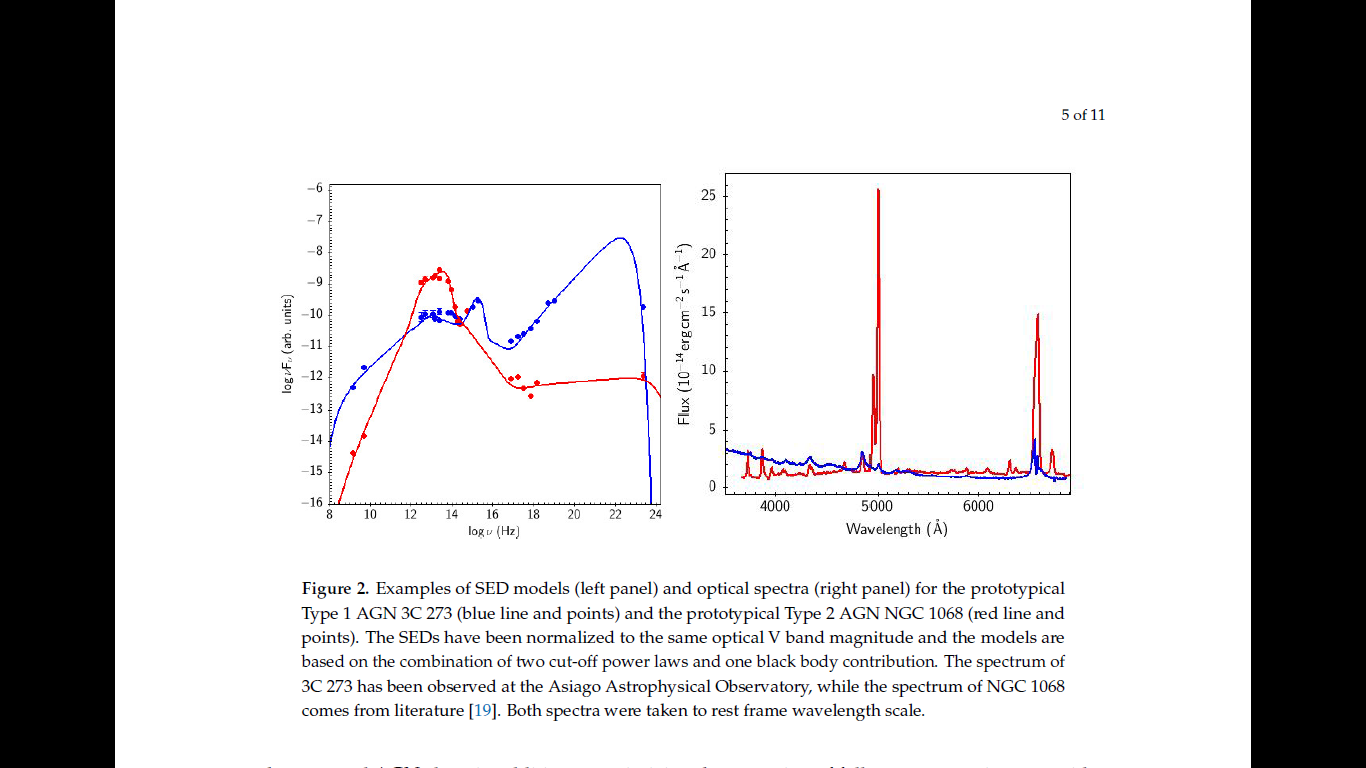 5 of 11
−6
−7
−8
−9
−10
−11
−12
−13
−14
−15
−16
log νFν (arb. units)
8 10 12 14 16 18 20 22 24
log ν (Hz)
25
20
15
10
5
0
Flux (10⁻¹⁴ erg cm⁻² s⁻¹ Å⁻¹)
4000 5000 6000
Wavelength (Å)
Figure 2. Examples of SED models (left panel) and optical spectra (right panel) for the prototypical
Type 1 AGN 3C 273 (blue line and points) and the prototypical Type 2 AGN NGC 1068 (red line and
points). The SEDs have been normalized to the same optical V band magnitude and the models are
based on the combination of two cut-off power laws and one black body contribution. The spectrum of
3C 273 has been observed at the Asiago Astrophysical Observatory, while the spectrum of NGC 1068
comes from literature [19]. Both spectra were taken to rest frame wavelength scale.